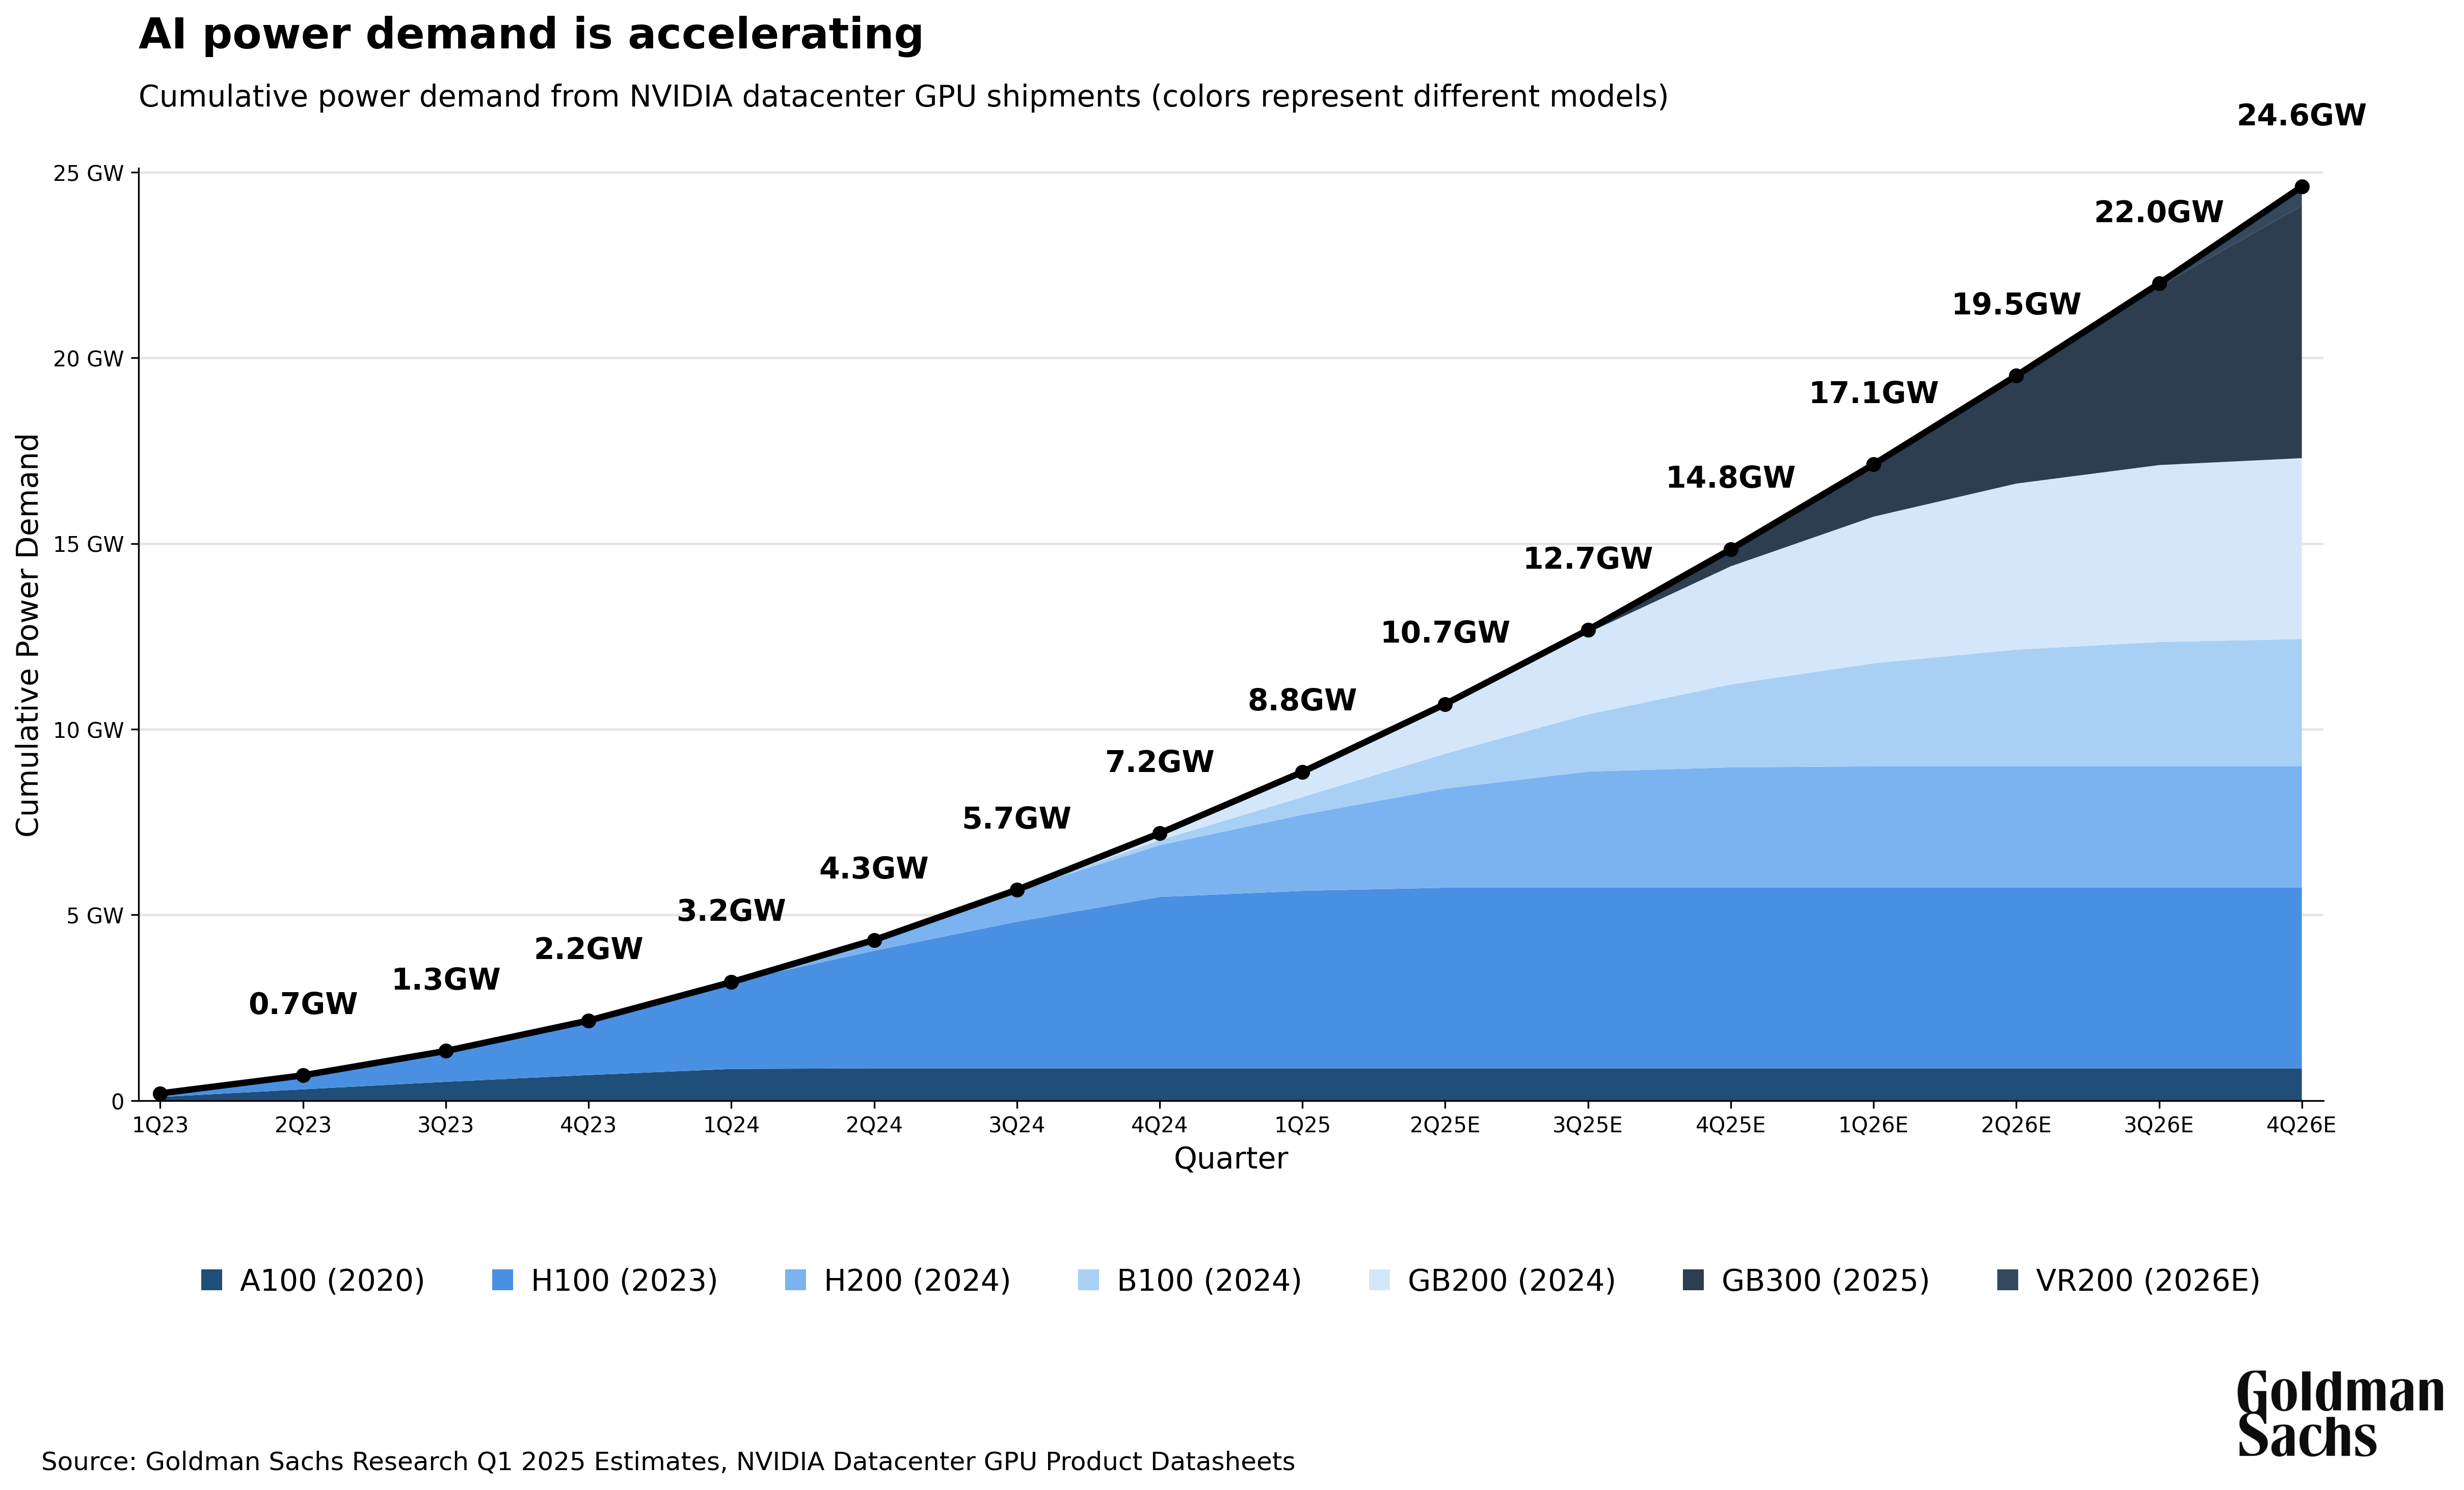 AI power demand is accelerating
Cumulative power demand from NVIDIA datacenter GPU shipments (colors represent different models)
24.6GW
22.0GW
19.5GW
17.1GW
14.8GW
12.7GW
10.7GW
8.8GW
7.2GW
5.7GW
4.3GW
3.2GW
2.2GW
1.3GW
0.7GW
25 GW
20 GW
15 GW
10 GW
5 GW
0
Cumulative Power Demand
1Q23 2Q23 3Q23 4Q23 1Q24 2Q24 3Q24 4Q24 1Q25 2Q25E 3Q25E 4Q25E 1Q26E 2Q26E 3Q26E 4Q26E
Quarter
A100 (2020) H100 (2023) H200 (2024) B100 (2024) GB200 (2024) GB300 (2025) VR200 (2026E)
Goldman
Sachs
Source: Goldman Sachs Research Q1 2025 Estimates, NVIDIA Datacenter GPU Product Datasheets